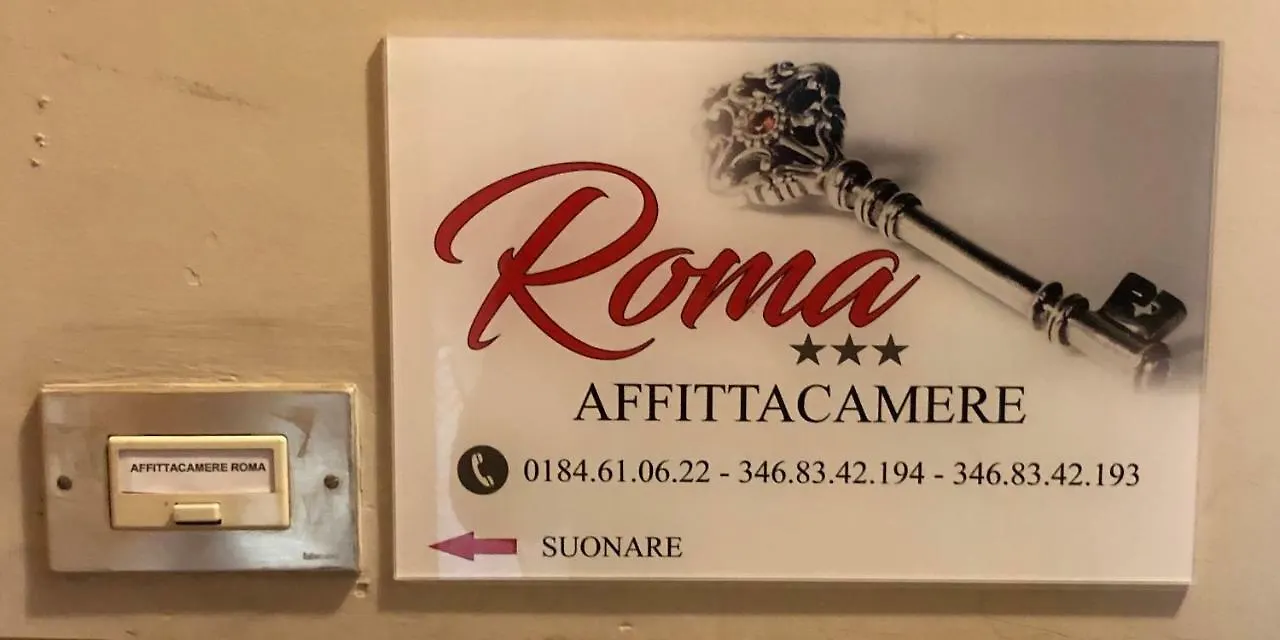 Roma
★★★
AFFITTACAMERE
0184.61.06.22 - 346.83.42.194 - 346.83.42.193
SUONARE
AFFITTACAMERE ROMA